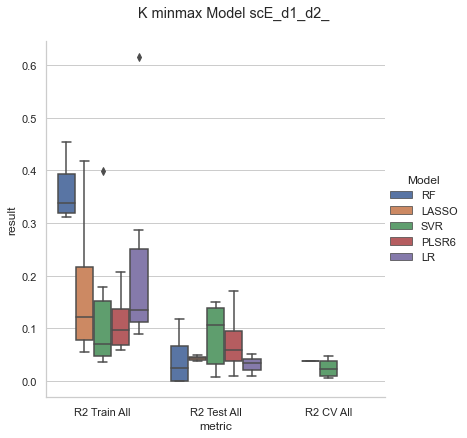 K minmax Model scE_d1_d2_
0.6
0.5
0.4
0.3
0.2
0.1
0.0
result
R2 Train All
R2 Test All
R2 CV All
metric
Model
RF
LASSO
SVR
PLSR6
LR